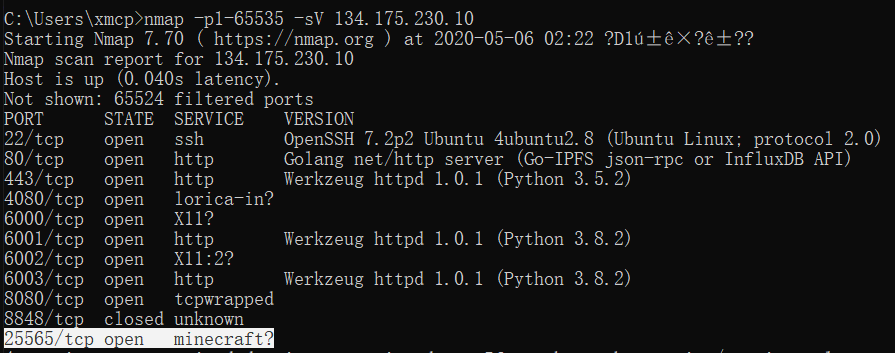 C:\Users\xmcp>nmap -p1-65535 -sV 134.175.230.10
Starting Nmap 7.70 ( https://nmap.org ) at 2020-05-06 02:22 ?D1ú±ê×?ê±??
Nmap scan report for 134.175.230.10
Host is up (0.040s latency).
Not shown: 65524 filtered ports
PORT      STATE  SERVICE    VERSION
22/tcp    open   ssh        OpenSSH 7.2p2 Ubuntu 4ubuntu2.8 (Ubuntu Linux; protocol 2.0)
80/tcp    open   http       Golang net/http server (Go-IPFS json-rpc or InfluxDB API)
443/tcp   open   http       Werkzeug httpd 1.0.1 (Python 3.5.2)
4080/tcp  open   lorica-in?
6000/tcp  open   X11?
6001/tcp  open   http       Werkzeug httpd 1.0.1 (Python 3.8.2)
6002/tcp  open   X11:2?
6003/tcp  open   http       Werkzeug httpd 1.0.1 (Python 3.8.2)
8080/tcp  open   tcpwrapped
8848/tcp  closed unknown
25565/tcp open   minecraft?